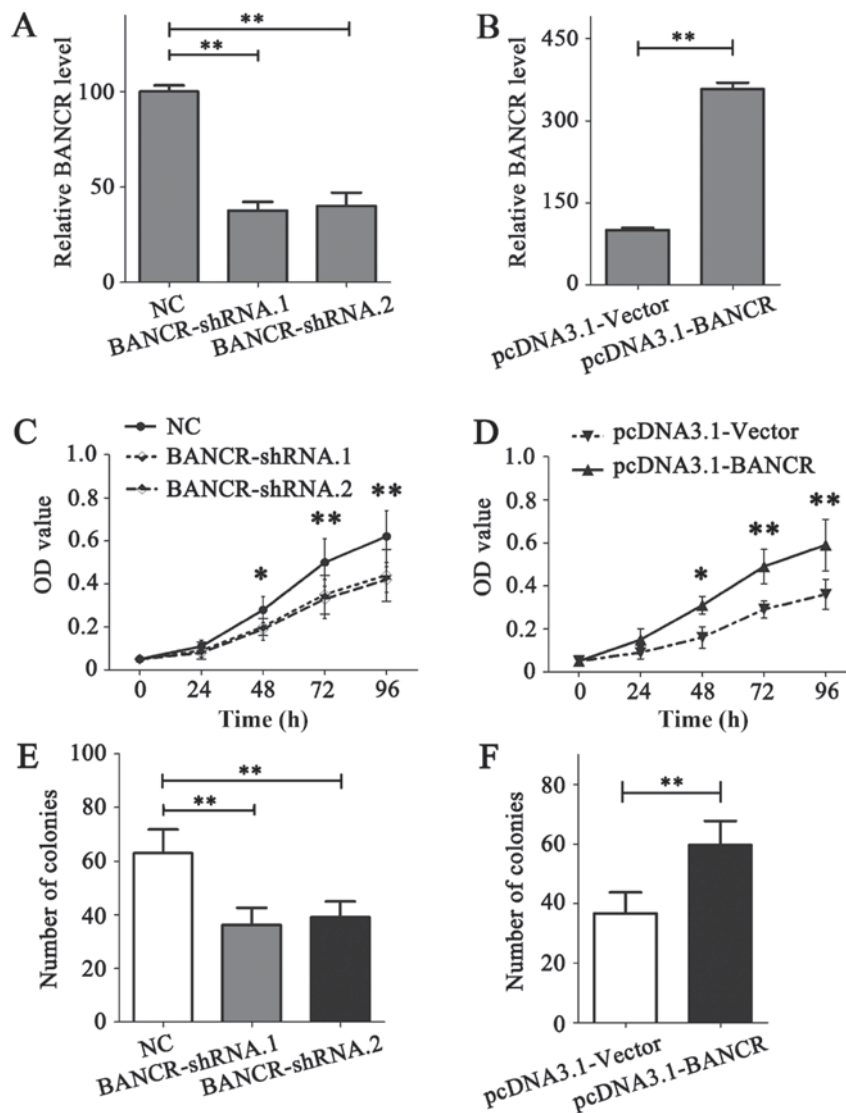 A
Relative BANCR level
100
50
0
**
**
NC
BANCR-shRNA.1
BANCR-shRNA.2
B
Relative BANCR level
450
350
250
100
0
**
pcDNA3.1-Vector
pcDNA3.1-BANCR
C
NC
BANCR-shRNA.1
BANCR-shRNA.2
OD value
1.0
0.8
0.6
0.4
0.2
0
*
**
**
0 24 48 72 96
Time (h)
D
pcDNA3.1-Vector
pcDNA3.1-BANCR
OD value
1.0
0.8
0.6
0.4
0.2
0
*
**
**
0 24 48 72 96
Time (h)
E
Number of colonies
100
80
60
40
20
0
**
**
NC
BANCR-shRNA.1
BANCR-shRNA.2
F
Number of colonies
80
60
40
20
0
**
pcDNA3.1-Vector
pcDNA3.1-BANCR